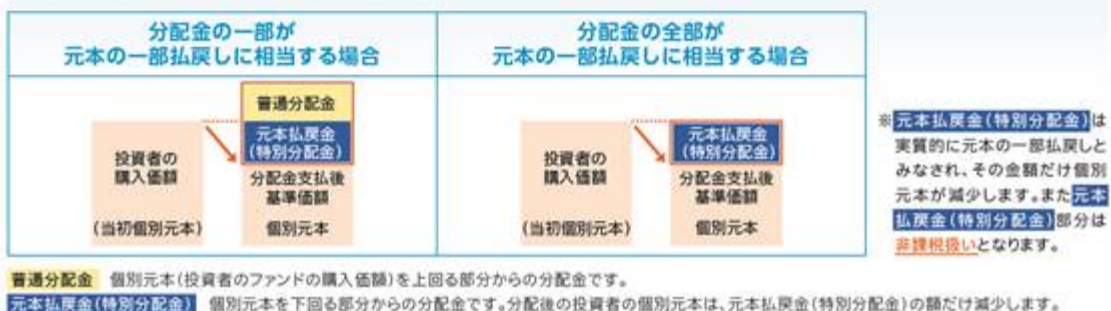 分配金の一部が
元本の一部払戻しに相当する場合
分配金の全部が
元本の一部払戻しに相当する場合
普通分配金
元本払戻金
(特別分配金)
投資者の
購入価額
(当初個別元本)
分配金支払後
基準価額
個別元本
元本払戻金
(特別分配金)
投資者の
購入価額
(当初個別元本)
分配金支払後
基準価額
個別元本
※元本払戻金(特別分配金)は
実質的に元本の一部払戻しと
みなされ、その金額だけ個別
元本が減少します。また元本
払戻金(特別分配金)部分は
非課税扱いとなります。
普通分配金 個別元本(投資者のファンドの購入価額)を上回る部分からの分配金です。
元本払戻金(特別分配金) 個別元本を下回る部分からの分配金です。分配後の投資者の個別元本は、元本払戻金(特別分配金)の額だけ減少します。